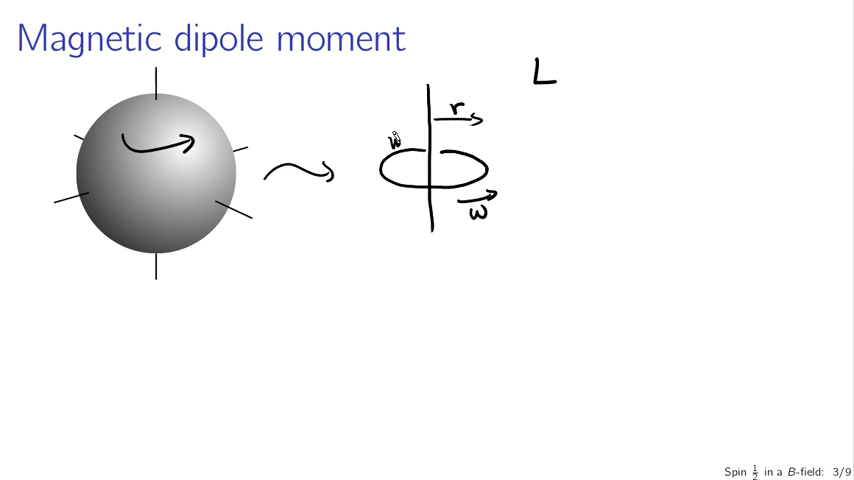 Magnetic dipole moment
L
r
ω
Spin 1/2 in a B-field: 3/9